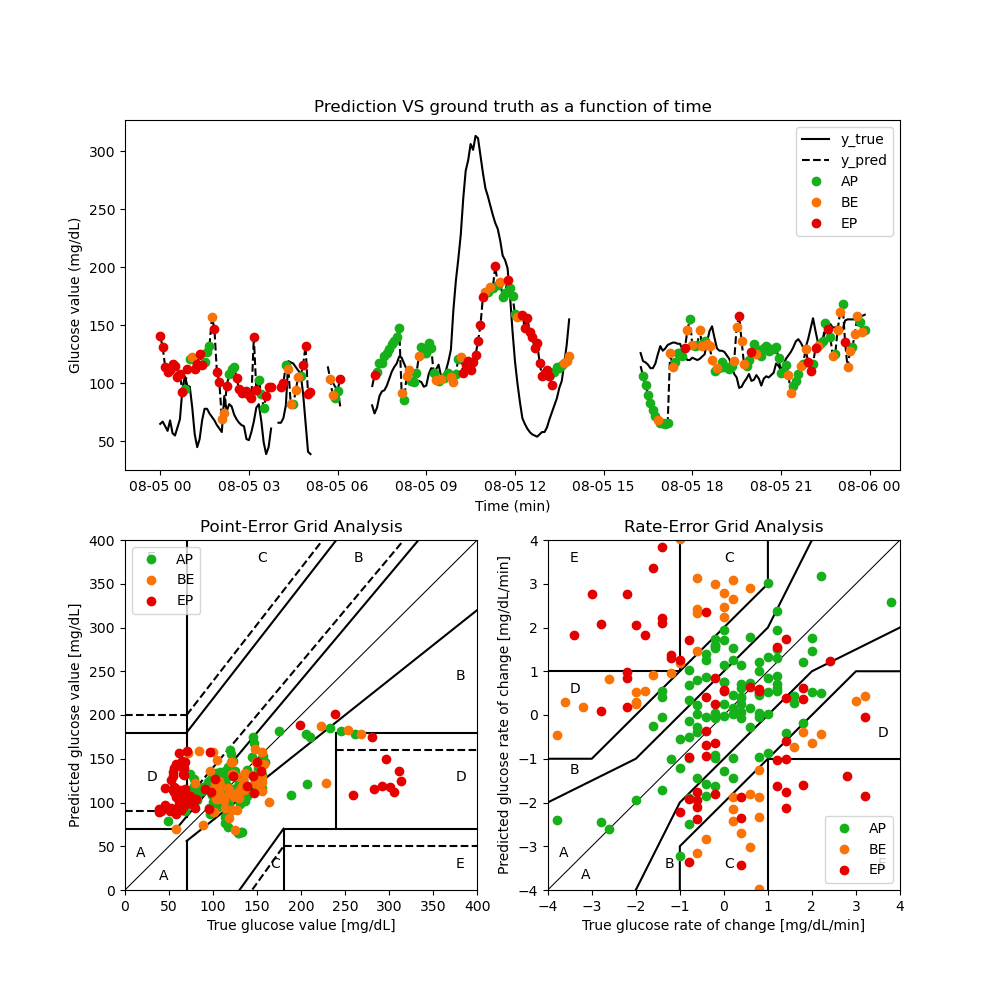 Prediction VS ground truth as a function of time
Glucose value (mg/dL)
300
250
200
150
100
50
y_true
y_pred
AP
BE
EP
08-05 00 08-05 03 08-05 06 08-05 09 08-05 12 08-05 15 08-05 18 08-05 21 08-06 00
Time (min)
Point-Error Grid Analysis
Predicted glucose value [mg/dL]
400
350
300
250
200
150
100
50
0
AP
BE
EP
E C B
B
D D
A
A C E
0 50 100 150 200 250 300 350 400
True glucose value [mg/dL]
Rate-Error Grid Analysis
Predicted glucose rate of change [mg/dL/min]
4
3
2
1
0
−1
−2
−3
−4
E C
D
D
B
A
A B C E
AP
BE
EP
−4 −3 −2 −1 0 1 2 3 4
True glucose rate of change [mg/dL/min]